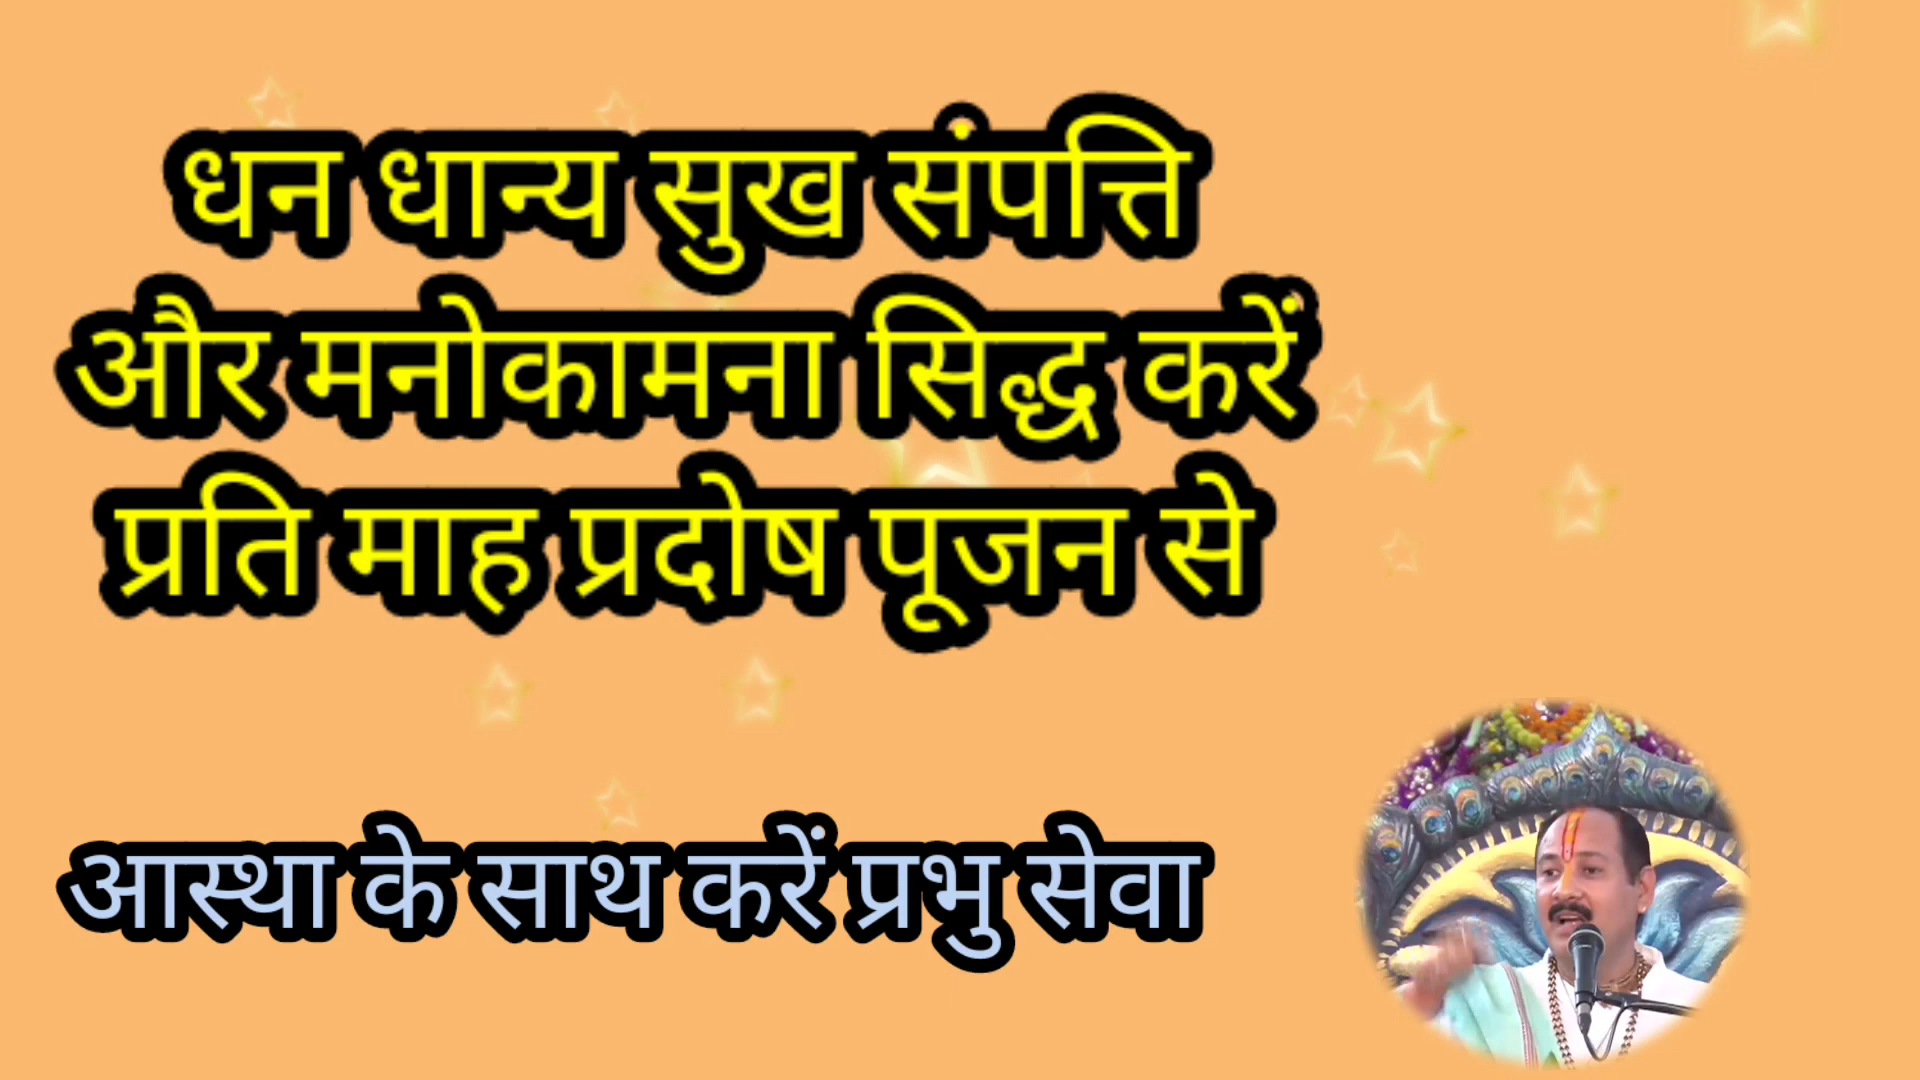 धन धान्य सुख संपत्ति
और मनोकामना सिद्ध करें
प्रति माह प्रदोष पूजन से
आस्था के साथ करें प्रभु सेवा